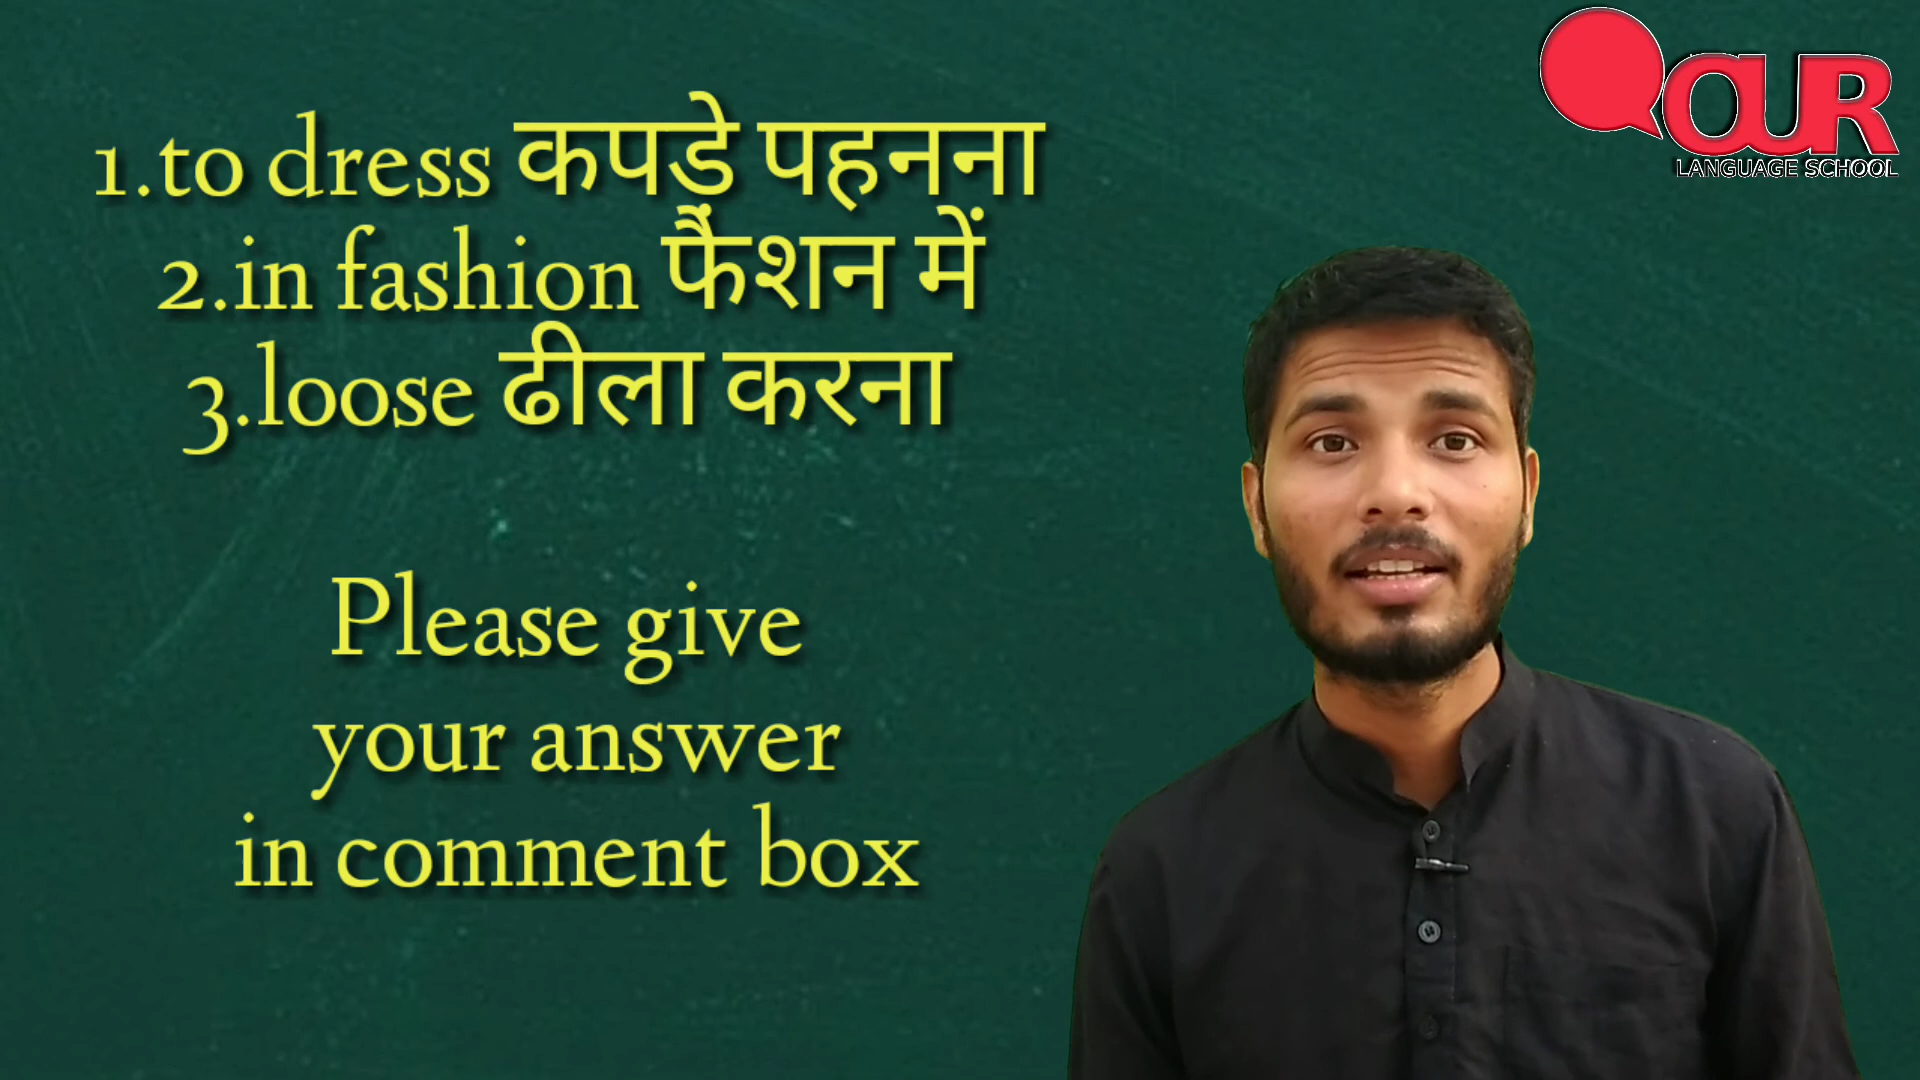 1.to dress कपडे़ पहनना
2.in fashion फैंशन में
3.loose ढीला करना
Please give
your answer
in comment box
OUR
LANGUAGE SCHOOL